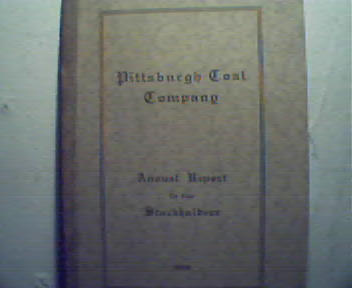 Pittsburgh Coal
Company
Annual Report
to the
Stockholders